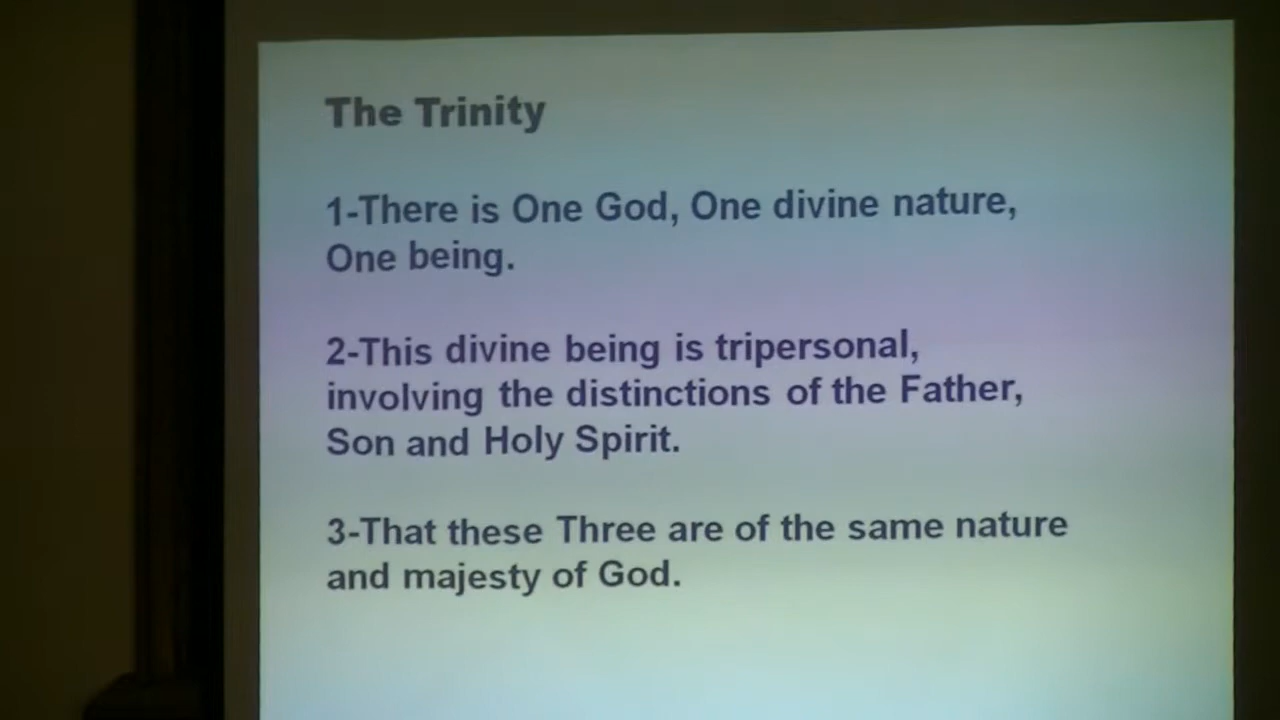 The Trinity
1-There is One God, One divine nature,
One being.
2-This divine being is tripersonal,
involving the distinctions of the Father,
Son and Holy Spirit.
3-That these Three are of the same nature
and majesty of God.